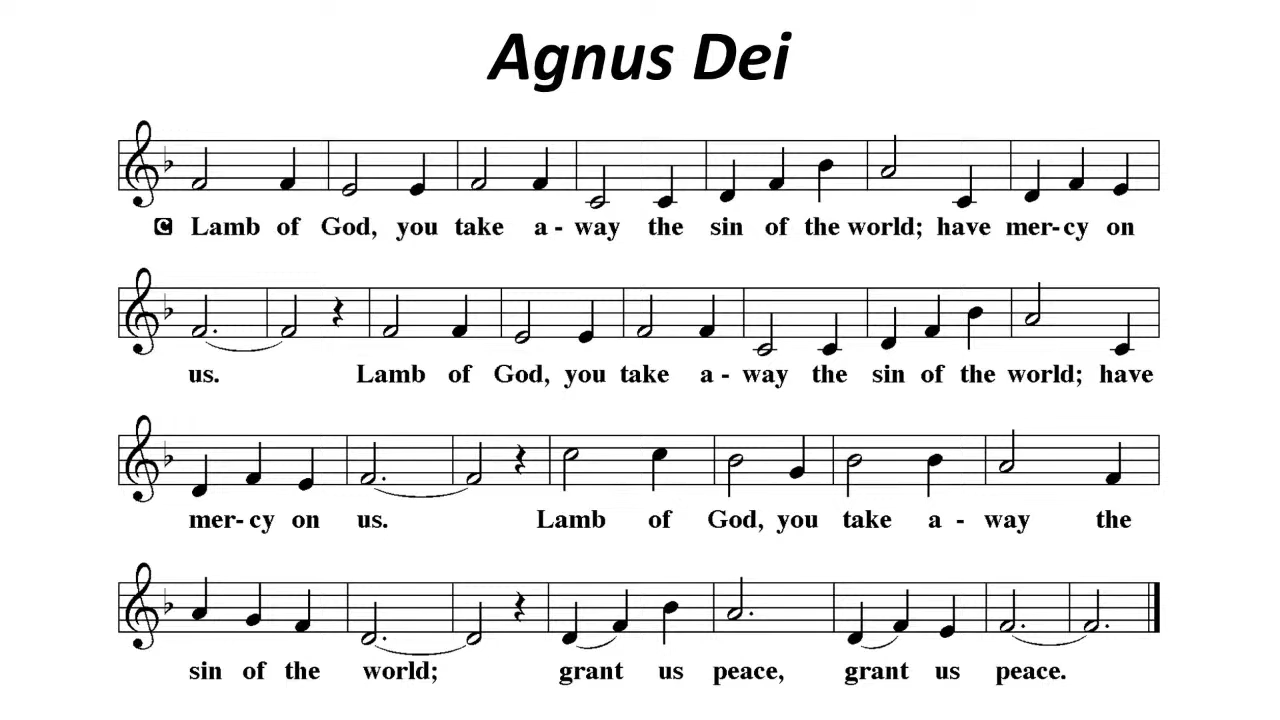 Agnus Dei
C Lamb of God, you take a - way the sin of the world; have mer- cy on
us. Lamb of God, you take a - way the sin of the world; have
mer- cy on us. Lamb of God, you take a - way the
sin of the world; grant us peace, grant us peace.